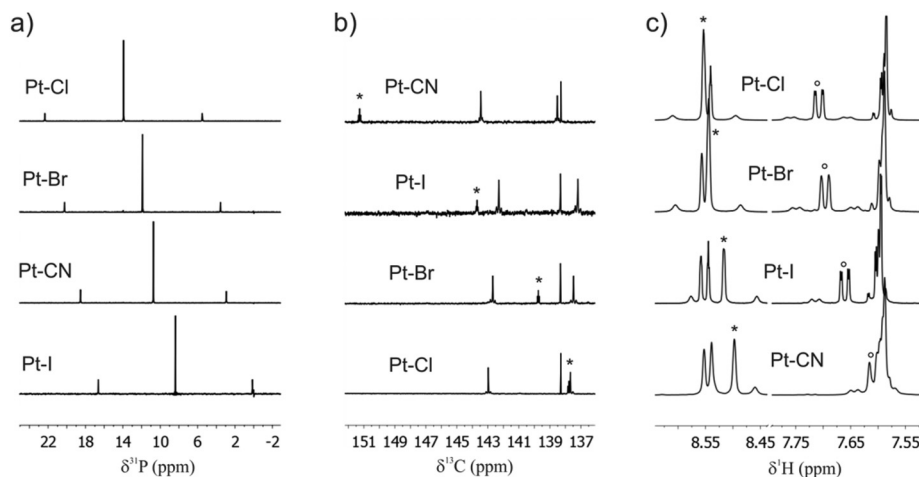 a)
Pt-Cl
Pt-Br
Pt-CN
Pt-I
22 18 14 10 6 2 -2
δ³¹P (ppm)
b)
Pt-CN
*
Pt-I
*
Pt-Br
*
Pt-Cl
*
151 149 147 145 143 141 139 137
δ¹³C (ppm)
c)
* Pt-Cl °
Pt-Br °
*
Pt-I ° *
Pt-CN
* °
8.55 8.45 7.75 7.65 7.55
δ¹H (ppm)